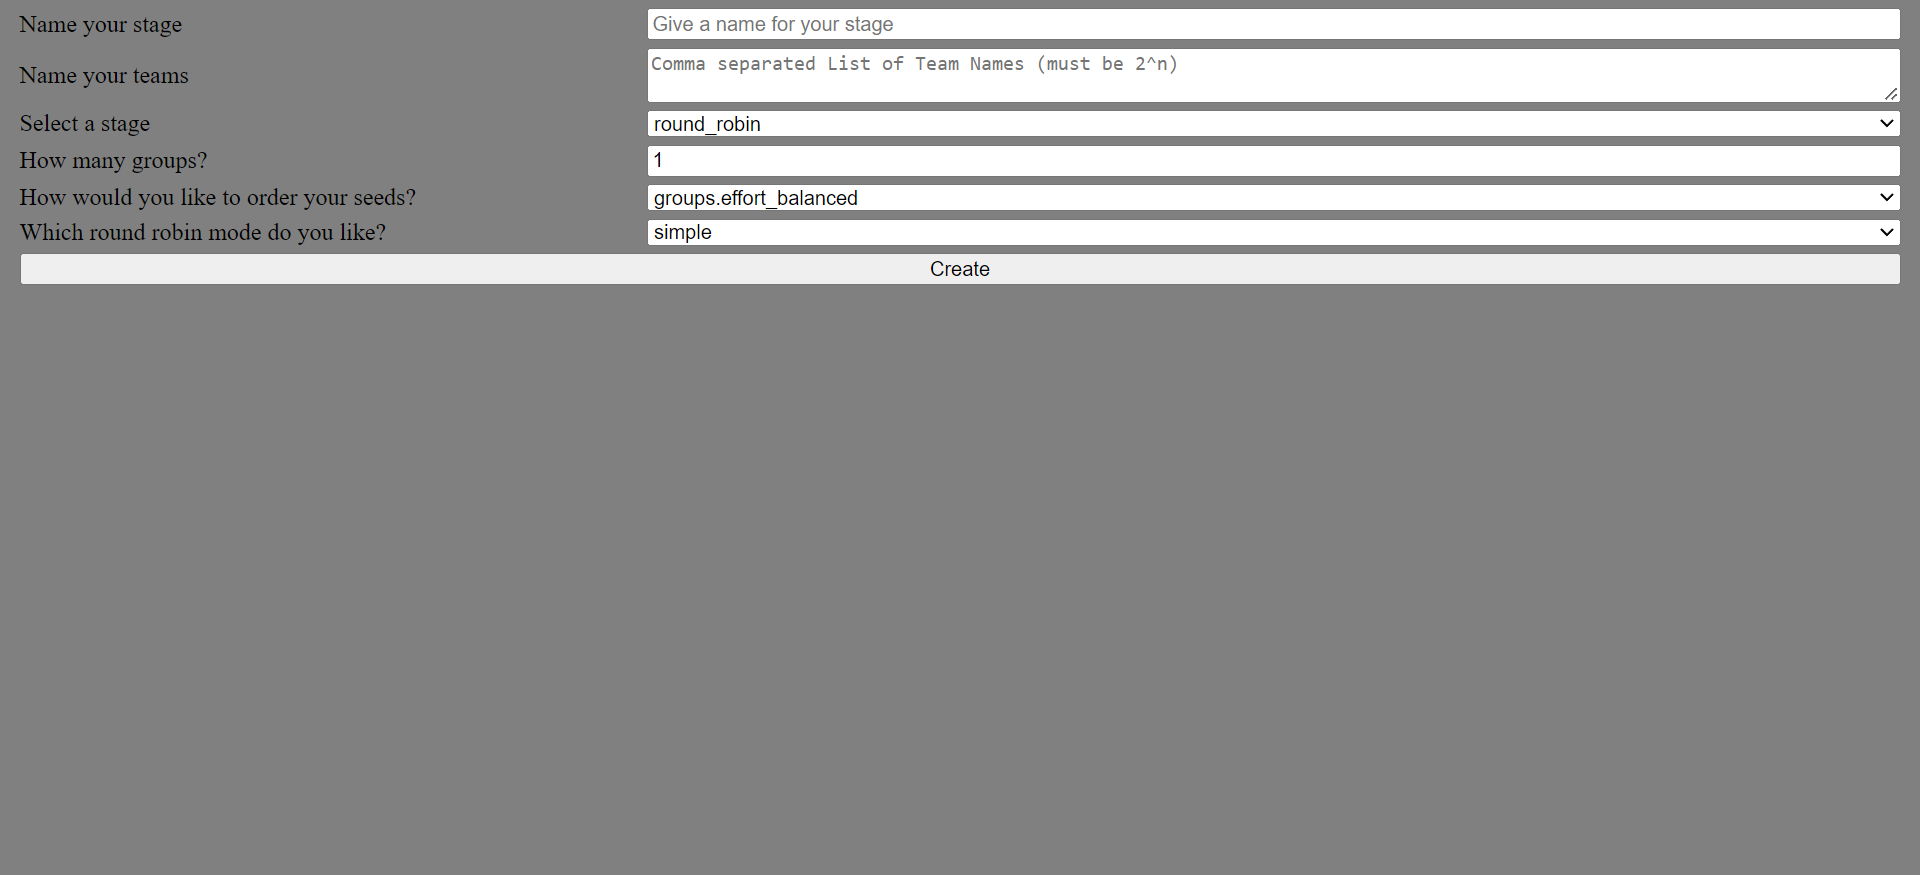 Name your stage
Give a name for your stage
Name your teams
Comma separated List of Team Names (must be 2^n)
Select a stage
round_robin
How many groups?
1
How would you like to order your seeds?
groups.effort_balanced
Which round robin mode do you like?
simple
Create